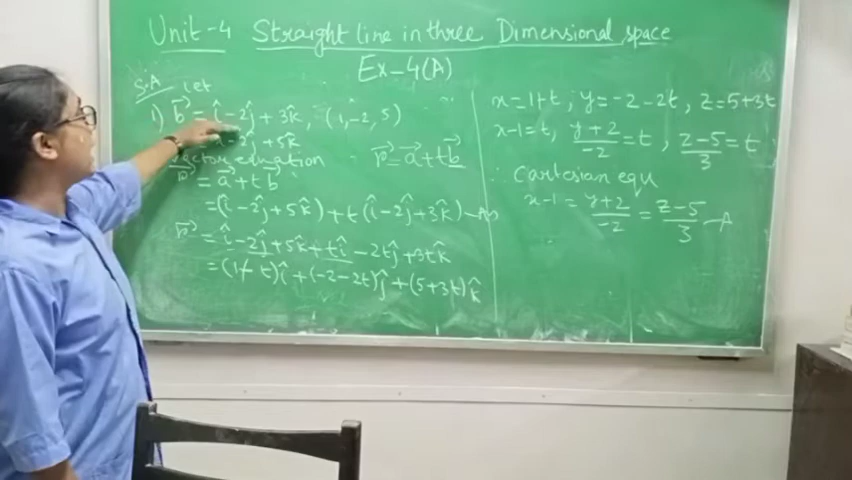 Unit-4 Straight line in three Dimensional space
Ex-4(A)
S.A let
1) b⃗ = î-2ĵ+3k̂, (1,-2,5)
-2ĵ+5k̂
vector equation r⃗=a⃗+tb⃗
r⃗ = a⃗+tb⃗
=(î-2ĵ+5k̂)+t(î-2ĵ+3k̂)
r⃗ = î-2ĵ+5k̂+tî-2tĵ+3tk̂
=(1+t)î+(-2-2t)ĵ+(5+3t)k̂
x=1+t, y=-2-2t, z=5+3t
x-1=t, y+2/-2=t, z-5/3=t
∴ Cartesian equ
x-1 = y+2/-2 = z-5/3